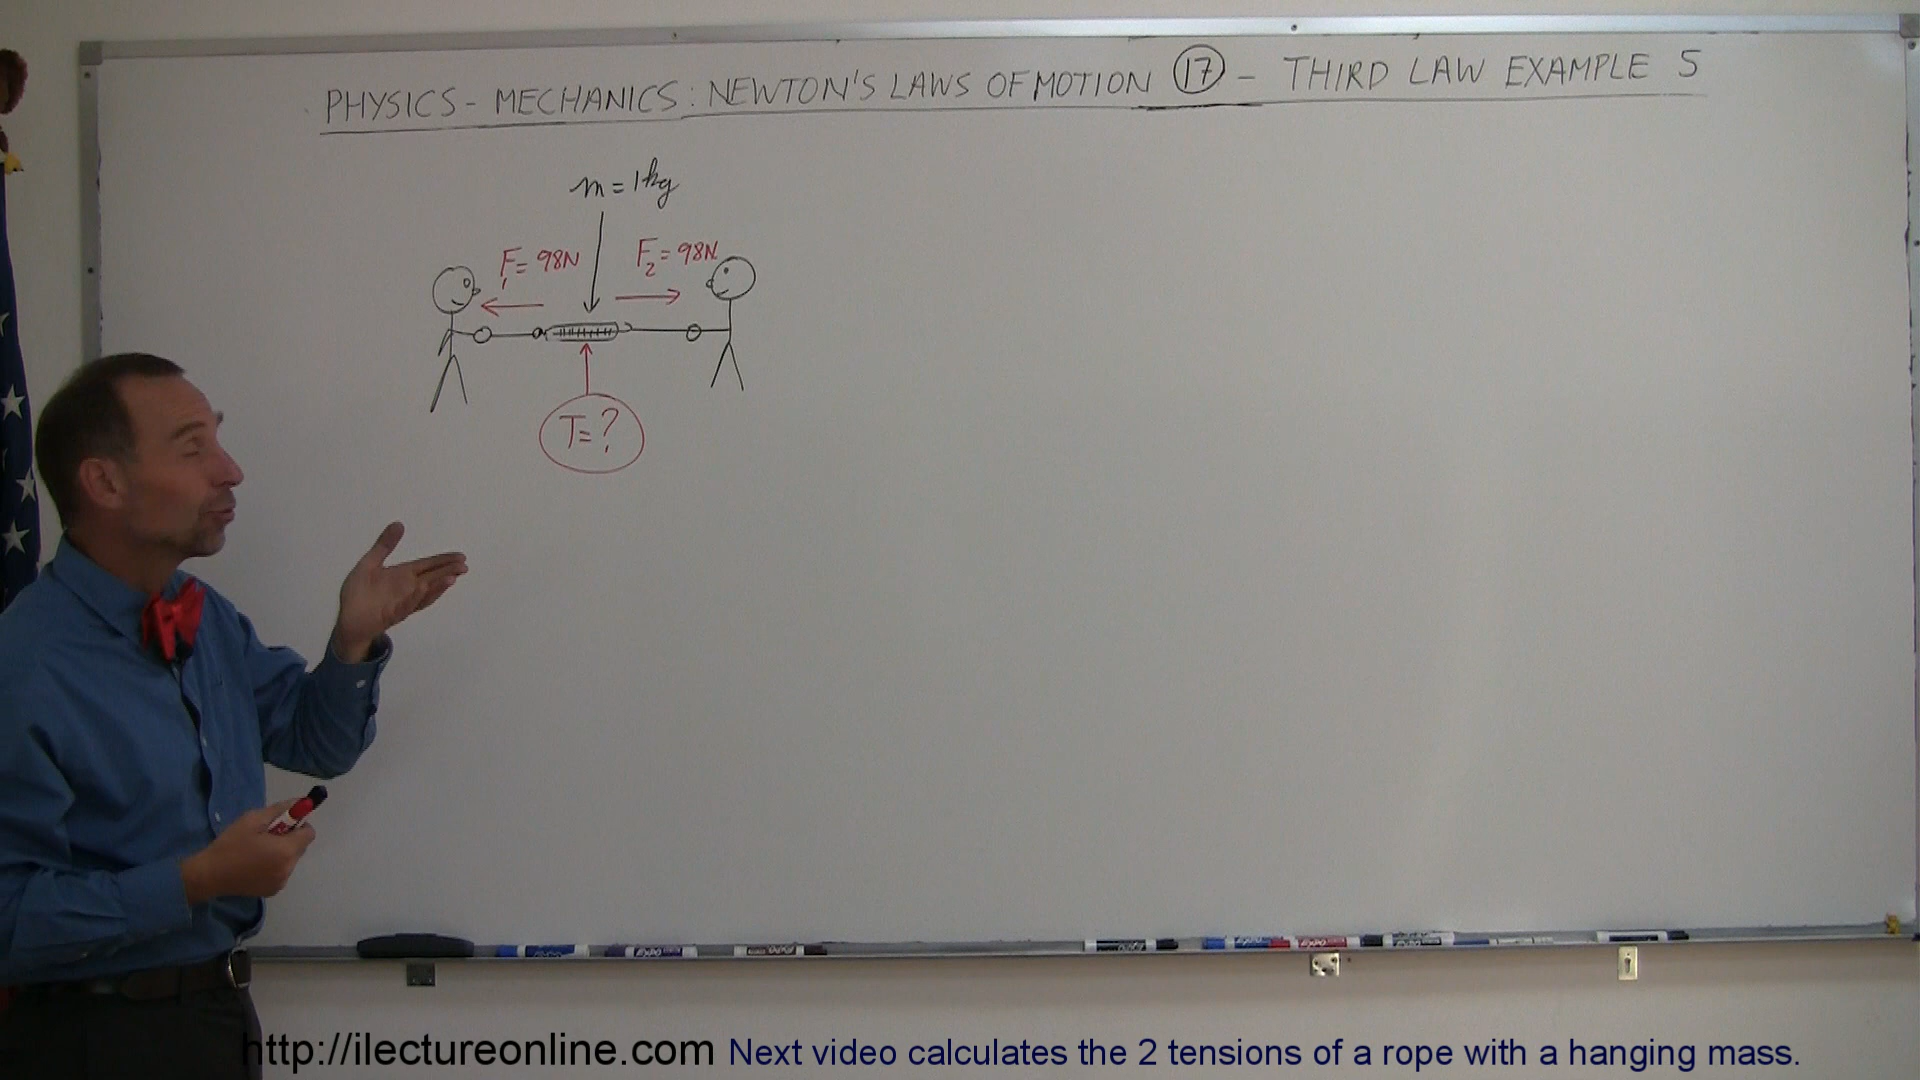 PHYSICS - MECHANICS: NEWTON'S LAWS OF MOTION 17 - THIRD LAW EXAMPLE 5
m = 1kg
F1 = 98N F2 = 98N
T = ?
http://ilectureonline.com Next video calculates the 2 tensions of a rope with a hanging mass.